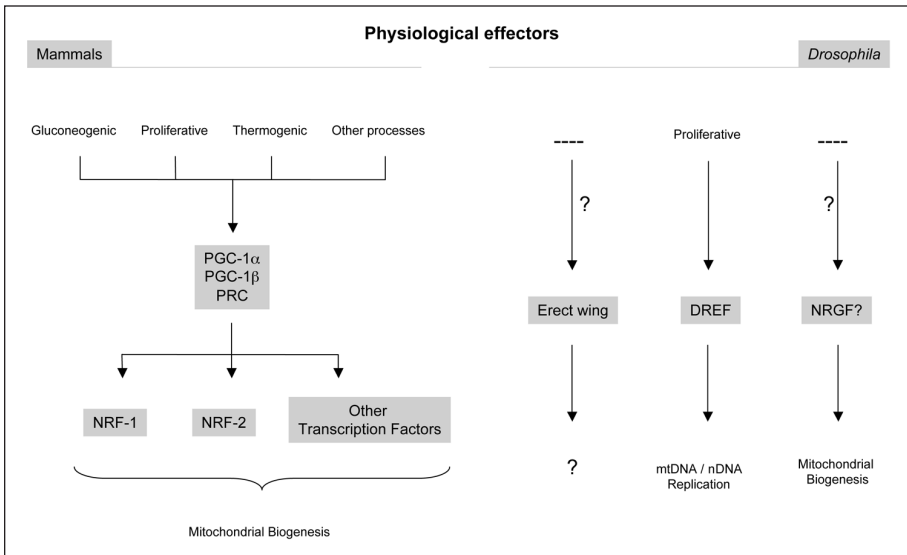 Physiological effectors
Mammals
Drosophila
Gluconeogenic Proliferative Thermogenic Other processes
PGC-1α
PGC-1β
PRC
NRF-1
NRF-2
Other
Transcription Factors
Mitochondrial Biogenesis
----
?
Erect wing
?
Proliferative
DREF
mtDNA / nDNA
Replication
----
?
NRGF?
Mitochondrial
Biogenesis